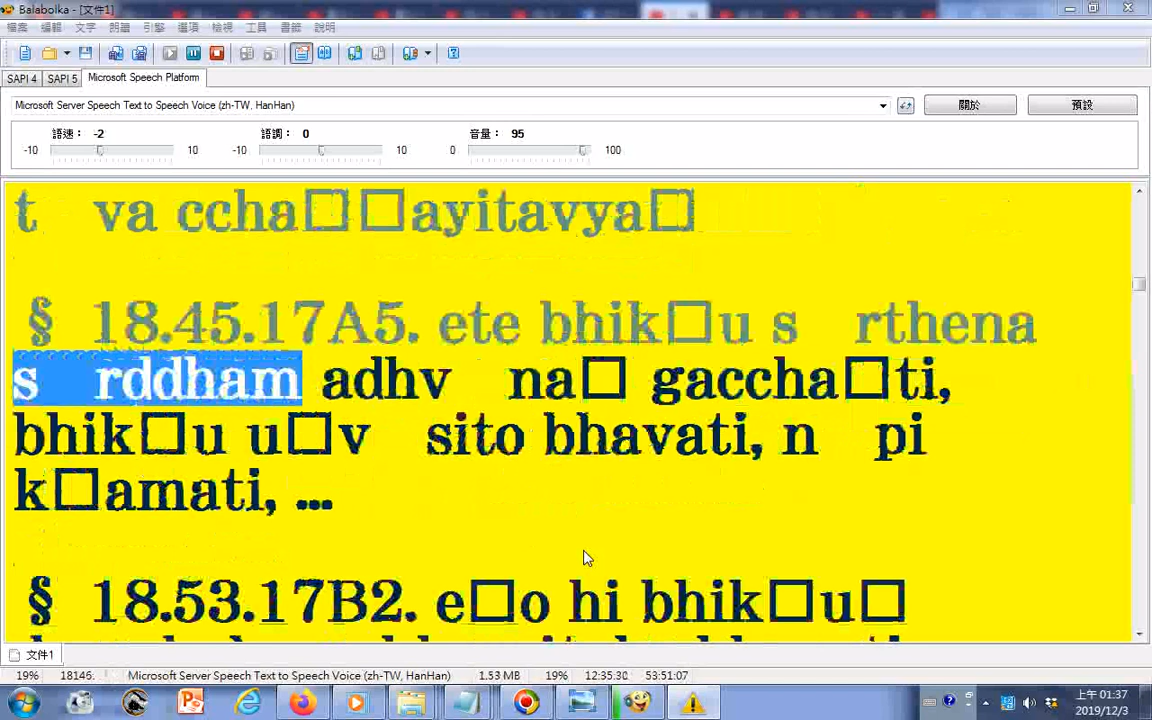 Balabolka - [文件1]
檔案 編輯 文字 朗讀 引擎 選項 檢視 工具 書籤 說明
SAPI 4 SAPI 5 Microsoft Speech Platform
Microsoft Server Speech Text to Speech Voice (zh-TW, HanHan) 關於 預設
語速： -2 語調： 0 音量： 95
-10 10 -10 10 0 100
t va ccha□□ayitavya□
§ 18.45.17A5. ete bhik□u s rthena
s rddham adhv na□ gaccha□ti,
bhik□u u□v sito bhavati, n pi
k□amati, ...
§ 18.53.17B2. e□o hi bhik□u□
文件1
19% 18146. Microsoft Server Speech Text to Speech Voice (zh-TW, HanHan) 1.53 MB 19% 12:35:30 53:51:07
上午 01:37
2019/12/3